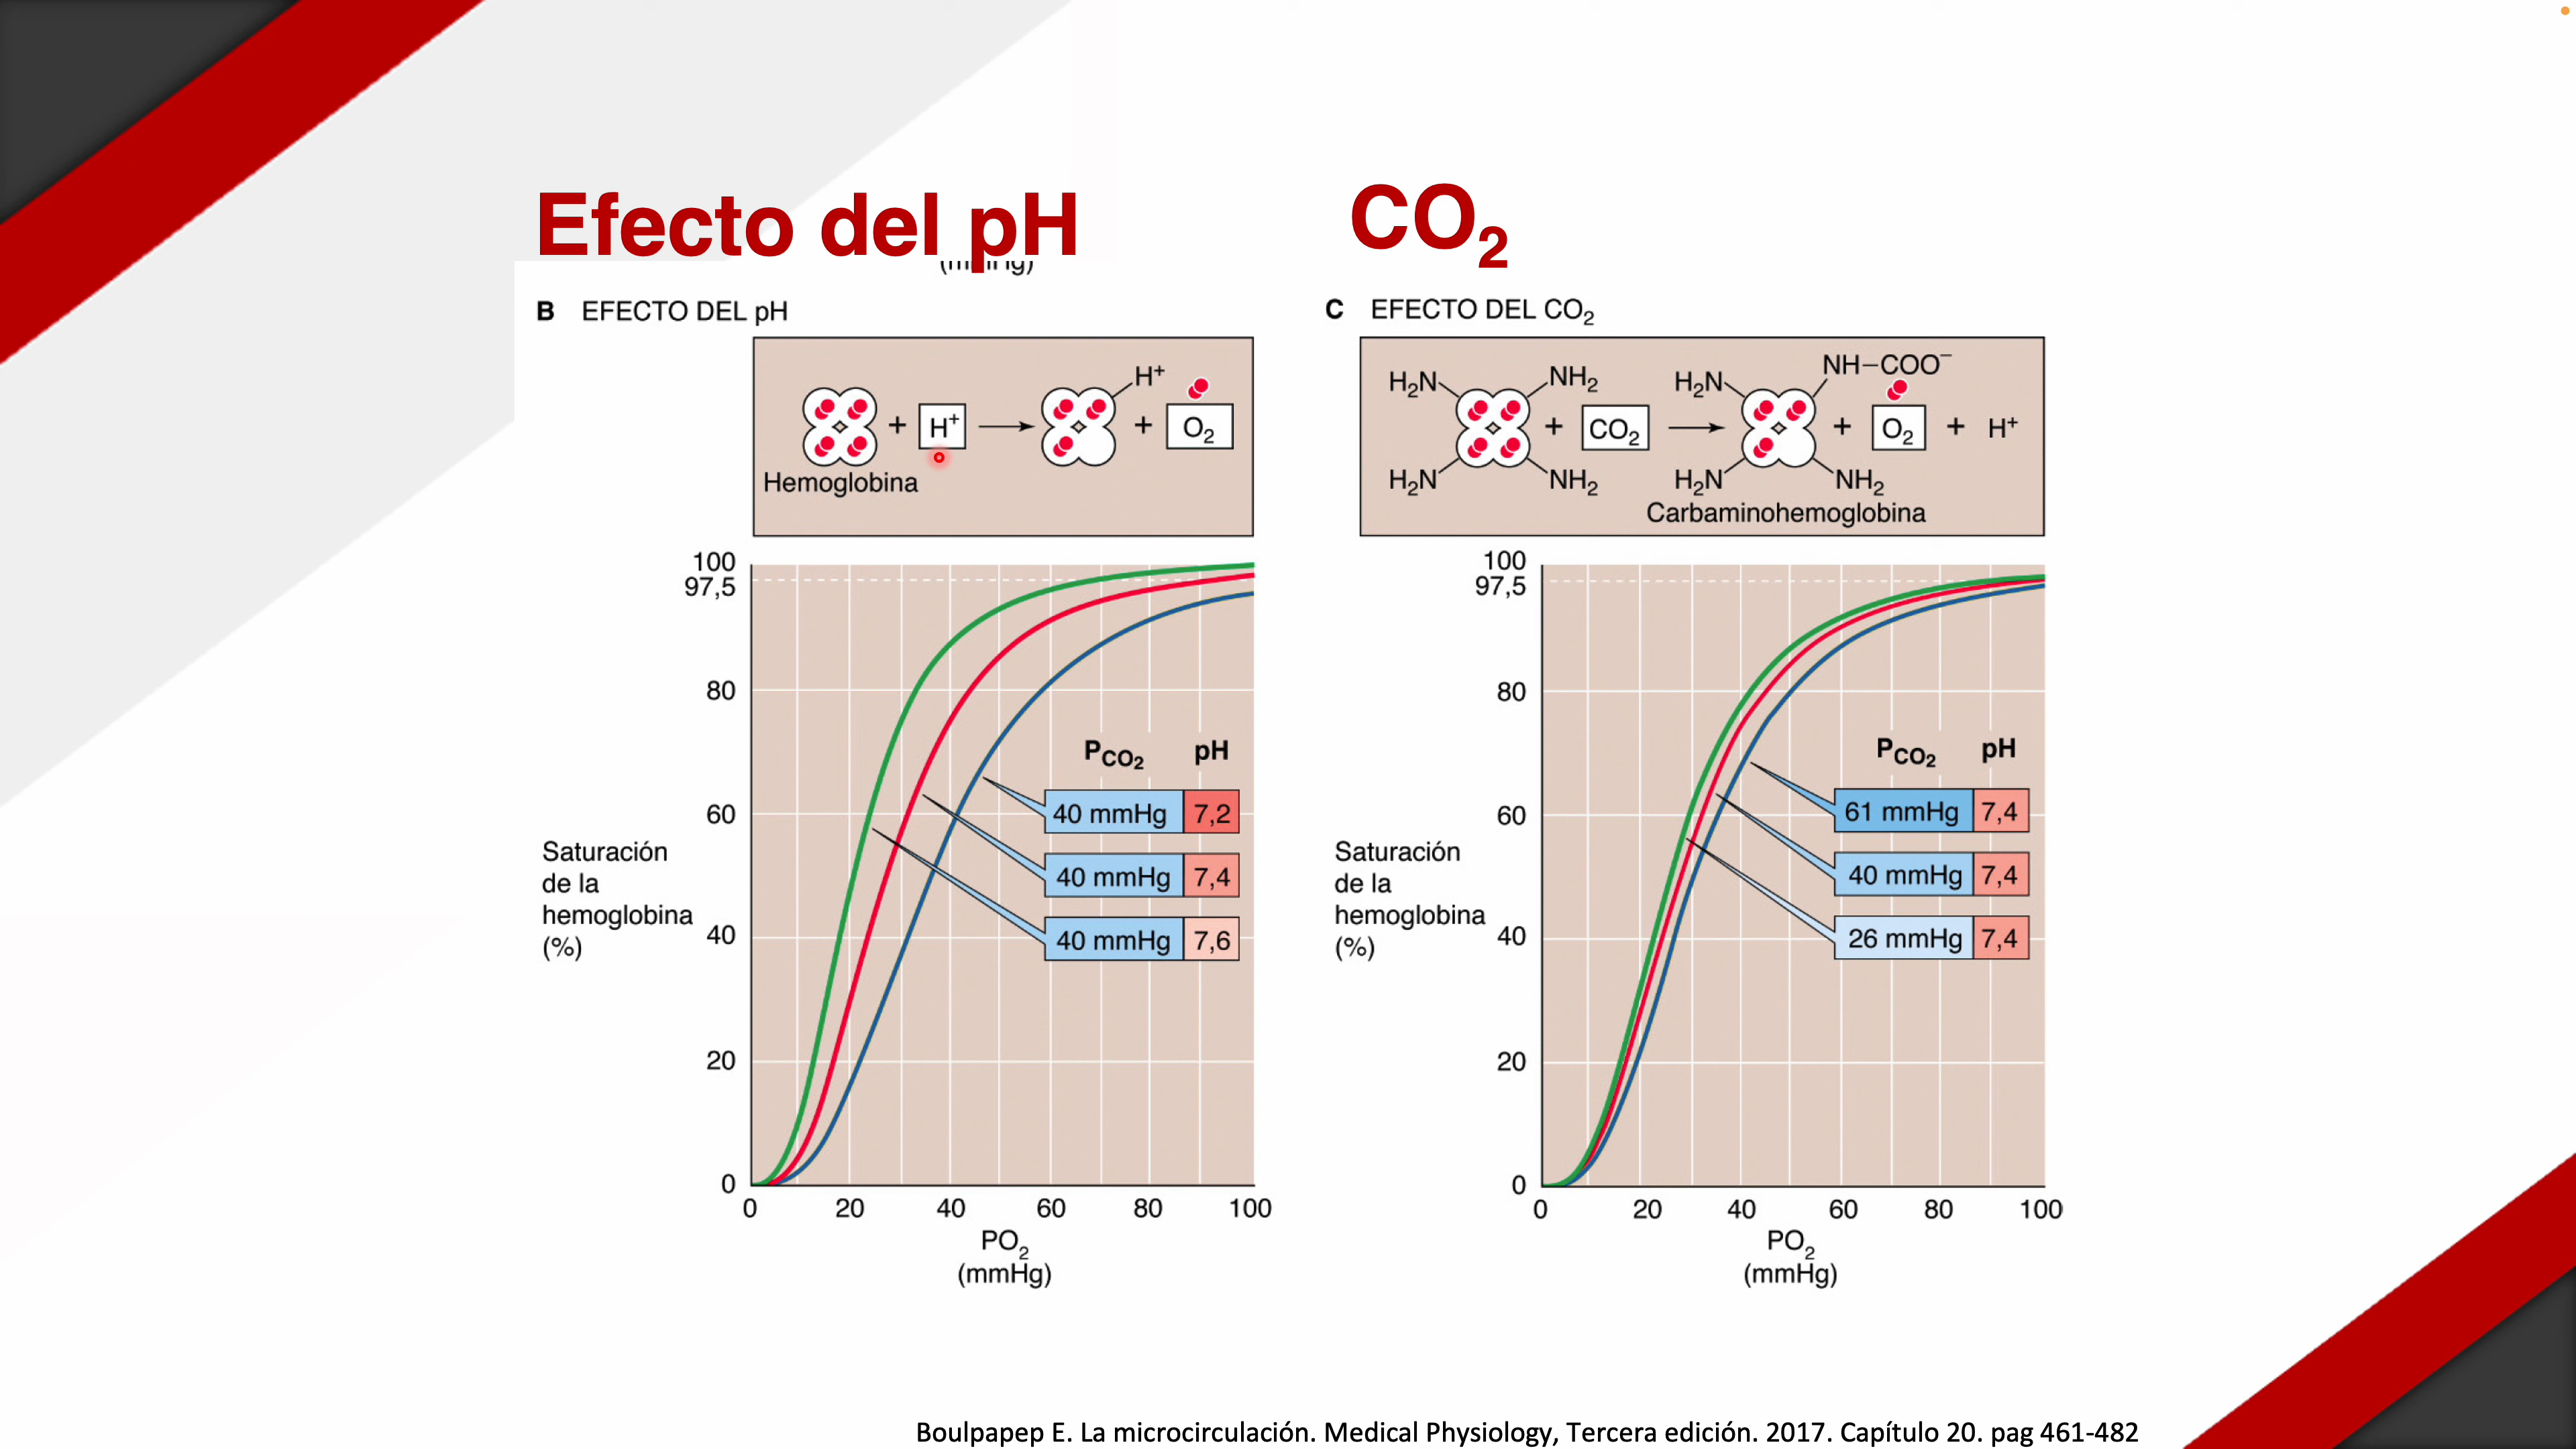 Efecto del pH
CO₂
(mmHg)
B EFECTO DEL pH
H⁺
+ H⁺ + O₂
Hemoglobina
100
97,5
80
60
40
20
0
Saturación
de la
hemoglobina
(%)
P_CO₂ pH
40 mmHg 7,2
40 mmHg 7,4
40 mmHg 7,6
0 20 40 60 80 100
PO₂
(mmHg)
C EFECTO DEL CO₂
NH–COO⁻
H₂N NH₂ H₂N
+ CO₂ + O₂ + H⁺
H₂N NH₂ H₂N NH₂
Carbaminohemoglobina
100
97,5
80
60
40
20
0
Saturación
de la
hemoglobina
(%)
P_CO₂ pH
61 mmHg 7,4
40 mmHg 7,4
26 mmHg 7,4
0 20 40 60 80 100
PO₂
(mmHg)
Boulpapep E. La microcirculación. Medical Physiology, Tercera edición. 2017. Capítulo 20. pag 461-482